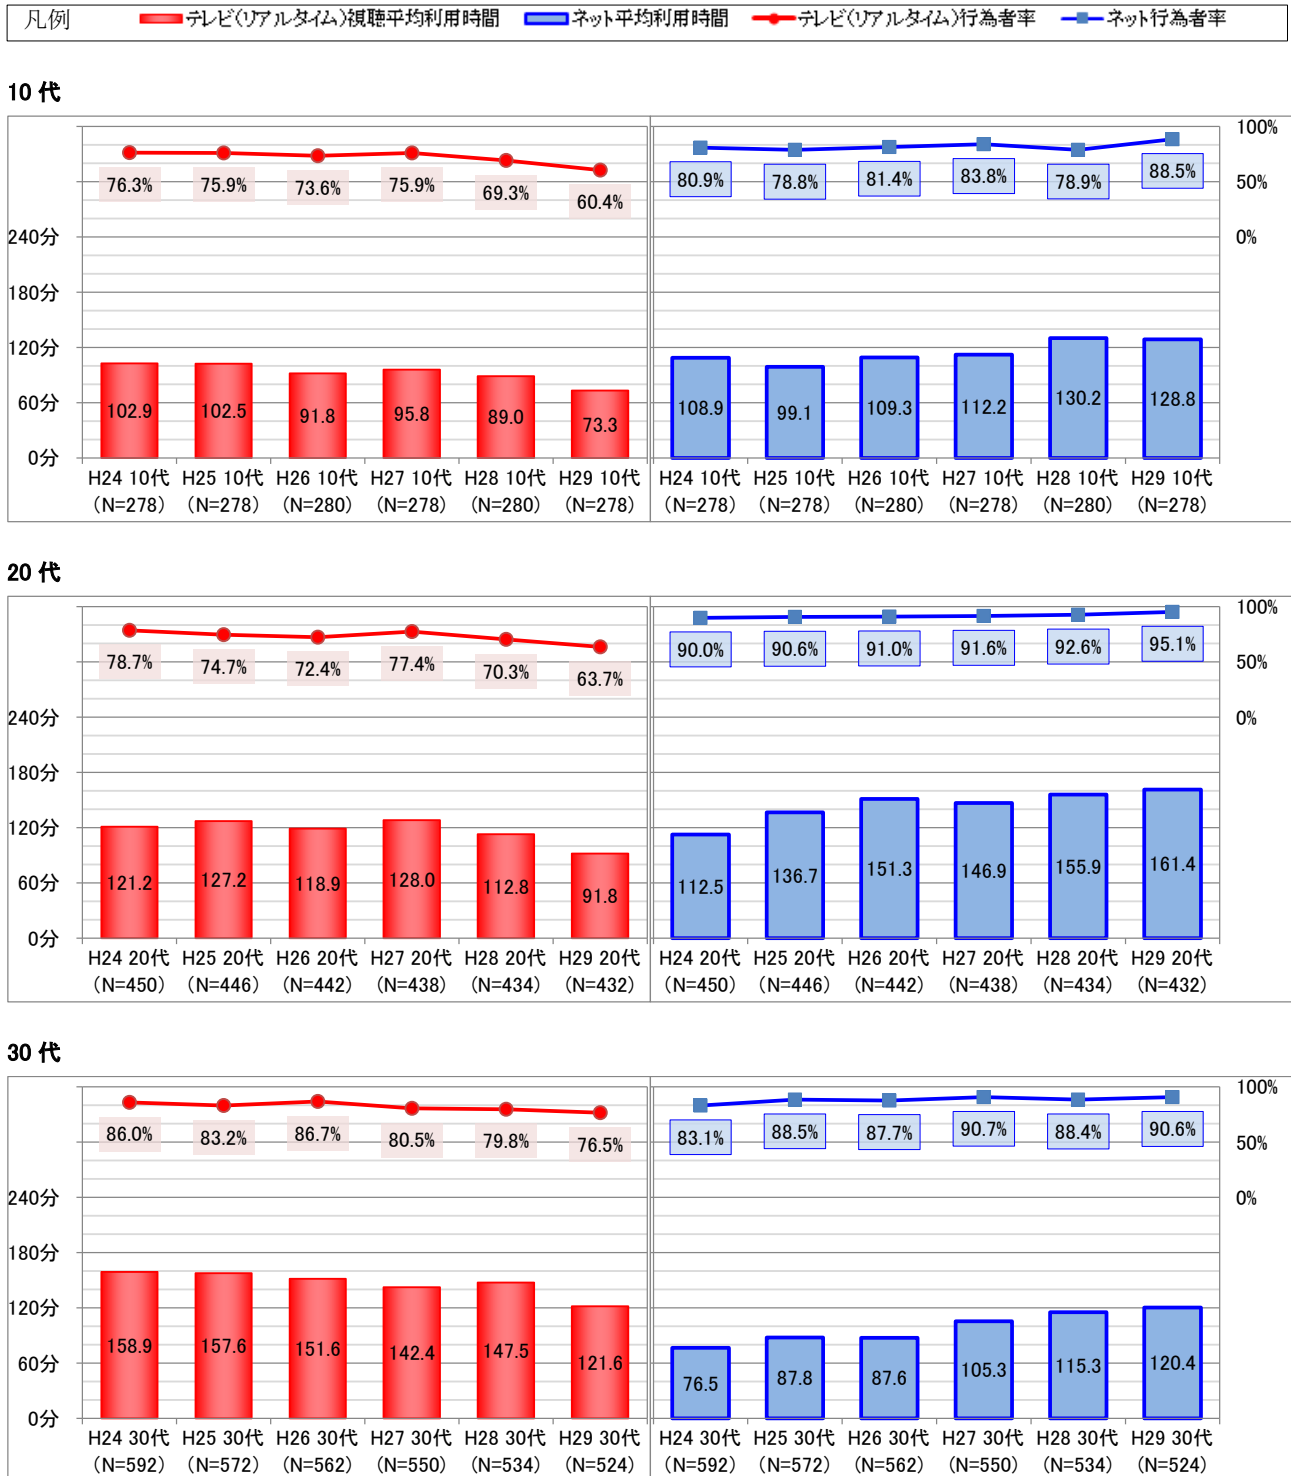 凡例 テレビ(リアルタイム)視聴平均利用時間 ネット平均利用時間 テレビ(リアルタイム)行為者率 ネット行為者率
10 代
100%
76.3% 75.9% 73.6% 75.9% 69.3% 60.4% 80.9% 78.8% 81.4% 83.8% 78.9% 88.5%
50%
240分 0%
180分
120分
60分
102.9 102.5 91.8 95.8 89.0 73.3 108.9 99.1 109.3 112.2 130.2 128.8
0分
H24 10代 H25 10代 H26 10代 H27 10代 H28 10代 H29 10代 H24 10代 H25 10代 H26 10代 H27 10代 H28 10代 H29 10代
(N=278) (N=278) (N=280) (N=278) (N=280) (N=278) (N=278) (N=278) (N=280) (N=278) (N=280) (N=278)
20 代
100%
78.7% 74.7% 72.4% 77.4% 70.3% 63.7% 90.0% 90.6% 91.0% 91.6% 92.6% 95.1%
50%
240分 0%
180分
120分
60分
121.2 127.2 118.9 128.0 112.8 91.8 112.5 136.7 151.3 146.9 155.9 161.4
0分
H24 20代 H25 20代 H26 20代 H27 20代 H28 20代 H29 20代 H24 20代 H25 20代 H26 20代 H27 20代 H28 20代 H29 20代
(N=450) (N=446) (N=442) (N=438) (N=434) (N=432) (N=450) (N=446) (N=442) (N=438) (N=434) (N=432)
30 代
100%
86.0% 83.2% 86.7% 80.5% 79.8% 76.5% 83.1% 88.5% 87.7% 90.7% 88.4% 90.6%
50%
240分 0%
180分
120分
60分
158.9 157.6 151.6 142.4 147.5 121.6 76.5 87.8 87.6 105.3 115.3 120.4
0分
H24 30代 H25 30代 H26 30代 H27 30代 H28 30代 H29 30代 H24 30代 H25 30代 H26 30代 H27 30代 H28 30代 H29 30代
(N=592) (N=572) (N=562) (N=550) (N=534) (N=524) (N=592) (N=572) (N=562) (N=550) (N=534) (N=524)